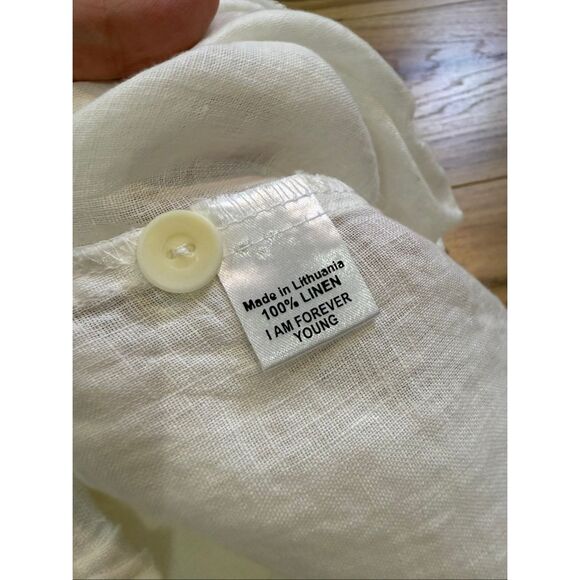 Made in Lithuania
100% LINEN
I AM FOREVER
YOUNG